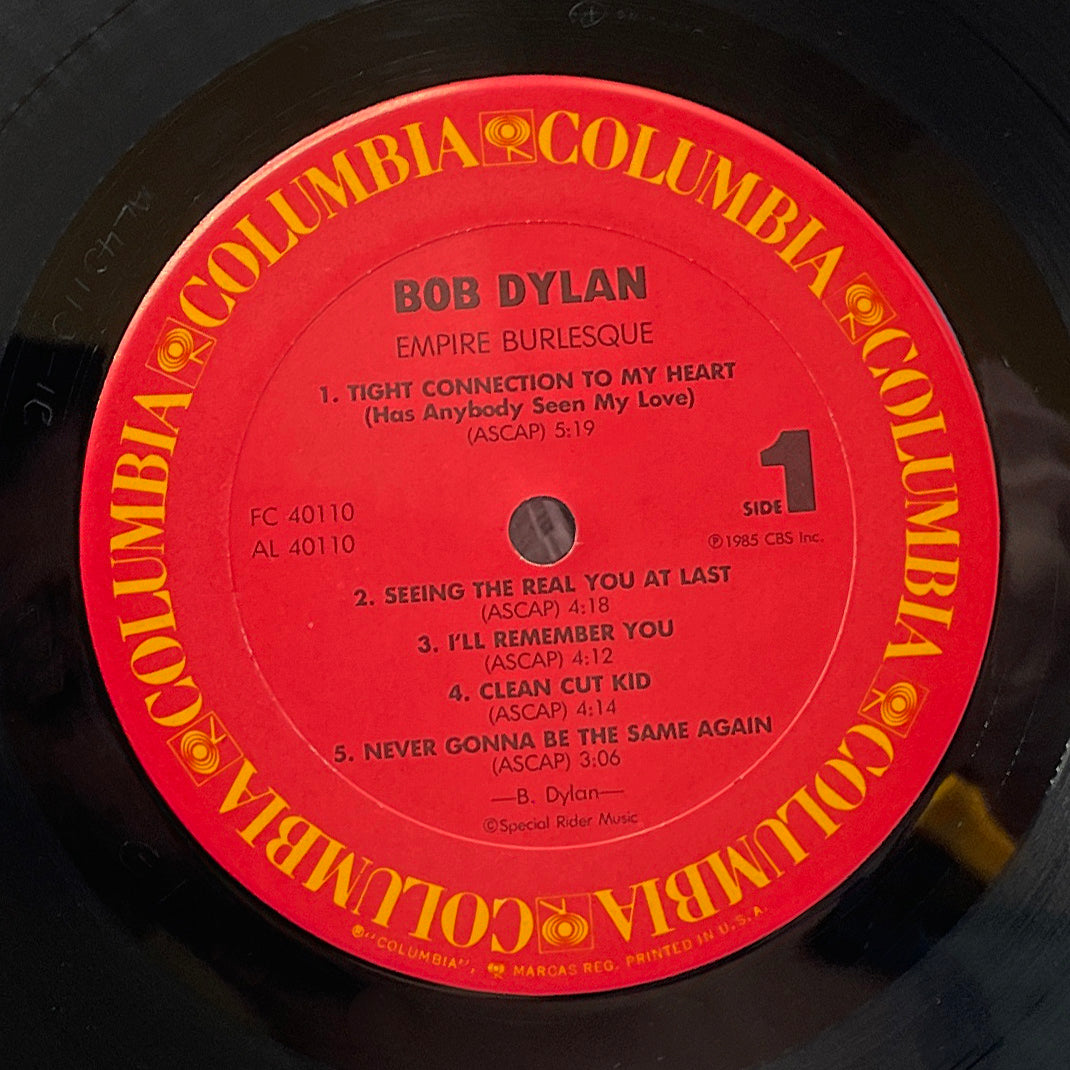 COLUMBIA COLUMBIA COLUMBIA COLUMBIA COLUMBIA COLUMBIA
BOB DYLAN
EMPIRE BURLESQUE
1. TIGHT CONNECTION TO MY HEART
(Has Anybody Seen My Love)
(ASCAP) 5:19
FC 40110
AL 40110
SIDE 1
℗1985 CBS Inc.
2. SEEING THE REAL YOU AT LAST
(ASCAP) 4:18
3. I'LL REMEMBER YOU
(ASCAP) 4:12
4. CLEAN CUT KID
(ASCAP) 4:14
5. NEVER GONNA BE THE SAME AGAIN
(ASCAP) 3:06
—B. Dylan—
©Special Rider Music
®"COLUMBIA", MARCAS REG. PRINTED IN U.S.A.